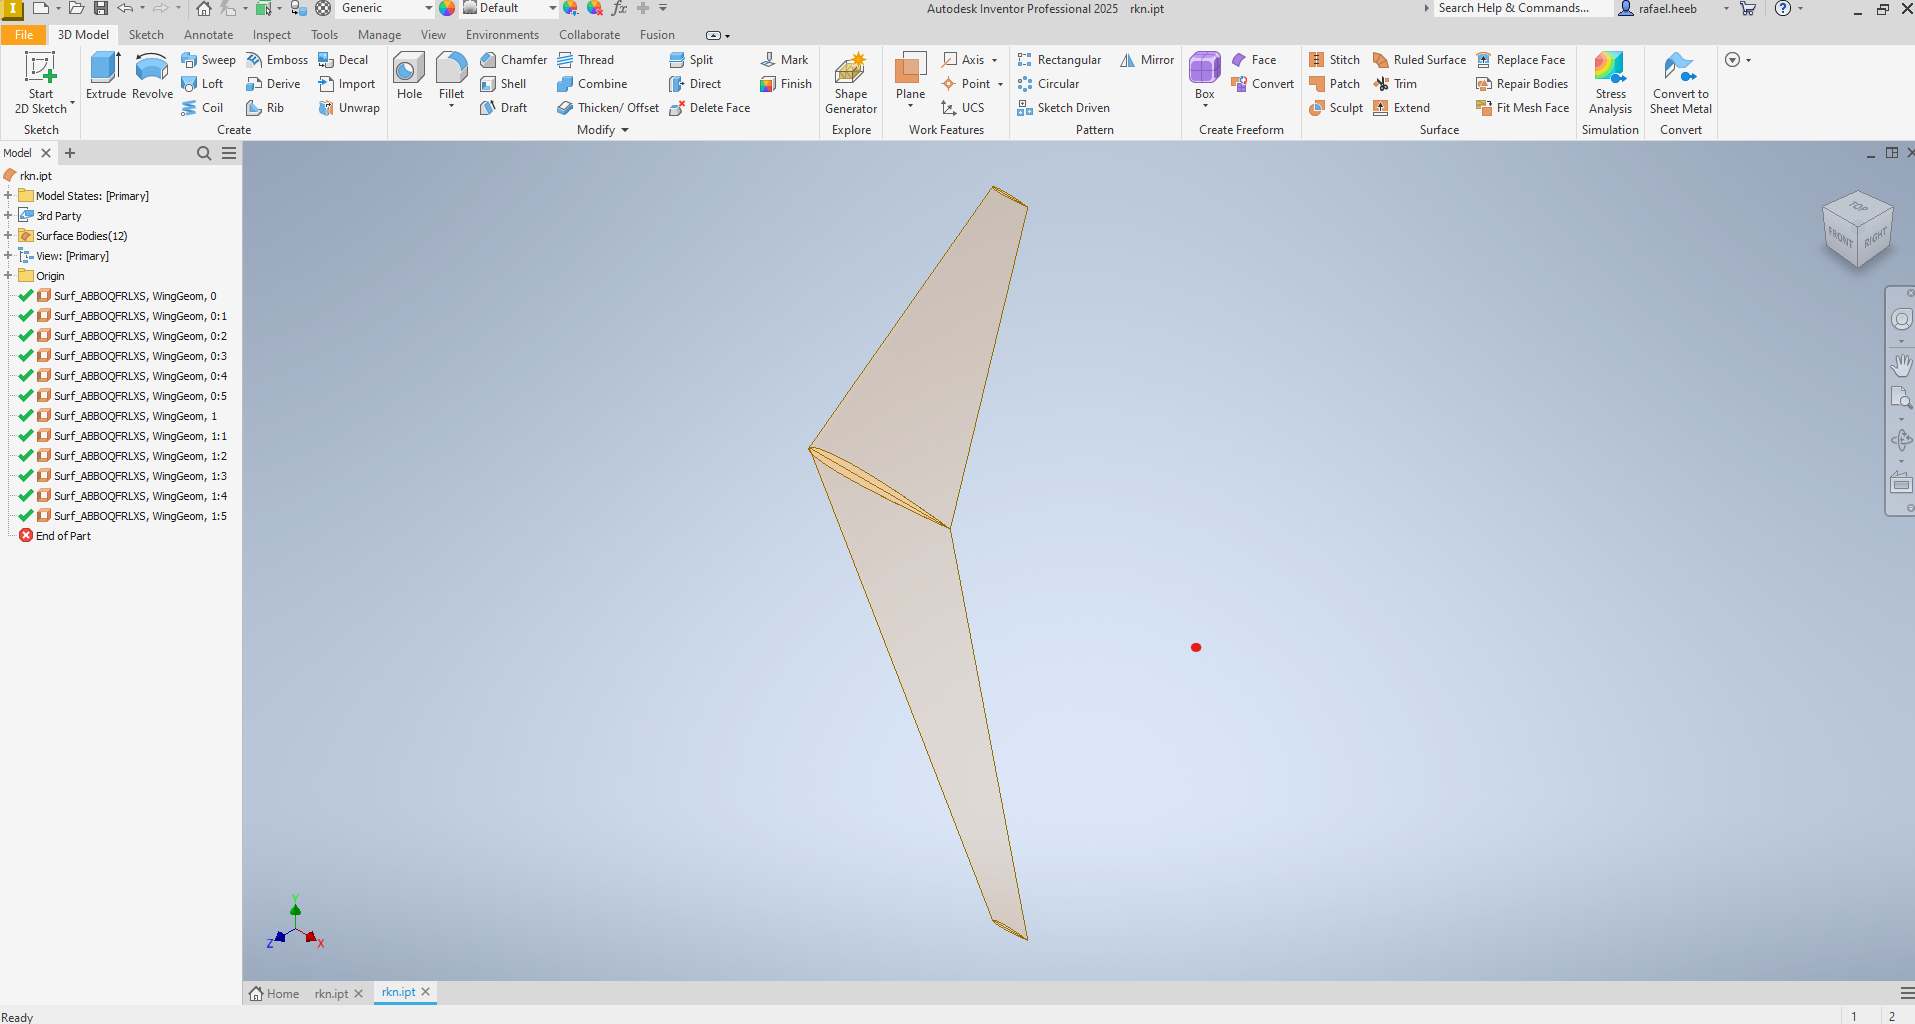 I Generic Default fx Autodesk Inventor Professional 2025 rkn.ipt Search Help & Commands... rafael.heeb ?
File 3D Model Sketch Annotate Inspect Tools Manage View Environments Collaborate Fusion
Sweep Emboss Decal Chamfer Thread Split Mark Axis Rectangular Mirror Face Stitch Ruled Surface Replace Face
Loft Derive Import Shell Combine Direct Finish Point Circular Convert Patch Trim Repair Bodies
Start Extrude Revolve Hole Fillet Shape Plane Box Stress Convert to
2D Sketch Coil Rib Unwrap Draft Thicken/ Offset Delete Face Generator UCS Sketch Driven Sculpt Extend Fit Mesh Face Analysis Sheet Metal
Sketch Create Modify Explore Work Features Pattern Create Freeform Surface Simulation Convert
Model
rkn.ipt
Model States: [Primary]
3rd Party
Surface Bodies(12)
View: [Primary]
Origin
Surf_ABBOQFRLXS, WingGeom, 0
Surf_ABBOQFRLXS, WingGeom, 0:1
Surf_ABBOQFRLXS, WingGeom, 0:2
Surf_ABBOQFRLXS, WingGeom, 0:3
Surf_ABBOQFRLXS, WingGeom, 0:4
Surf_ABBOQFRLXS, WingGeom, 0:5
Surf_ABBOQFRLXS, WingGeom, 1
Surf_ABBOQFRLXS, WingGeom, 1:1
Surf_ABBOQFRLXS, WingGeom, 1:2
Surf_ABBOQFRLXS, WingGeom, 1:3
Surf_ABBOQFRLXS, WingGeom, 1:4
Surf_ABBOQFRLXS, WingGeom, 1:5
End of Part
TOP
FRONT RIGHT
Y
Z X
Home rkn.ipt rkn.ipt
Ready 1 2